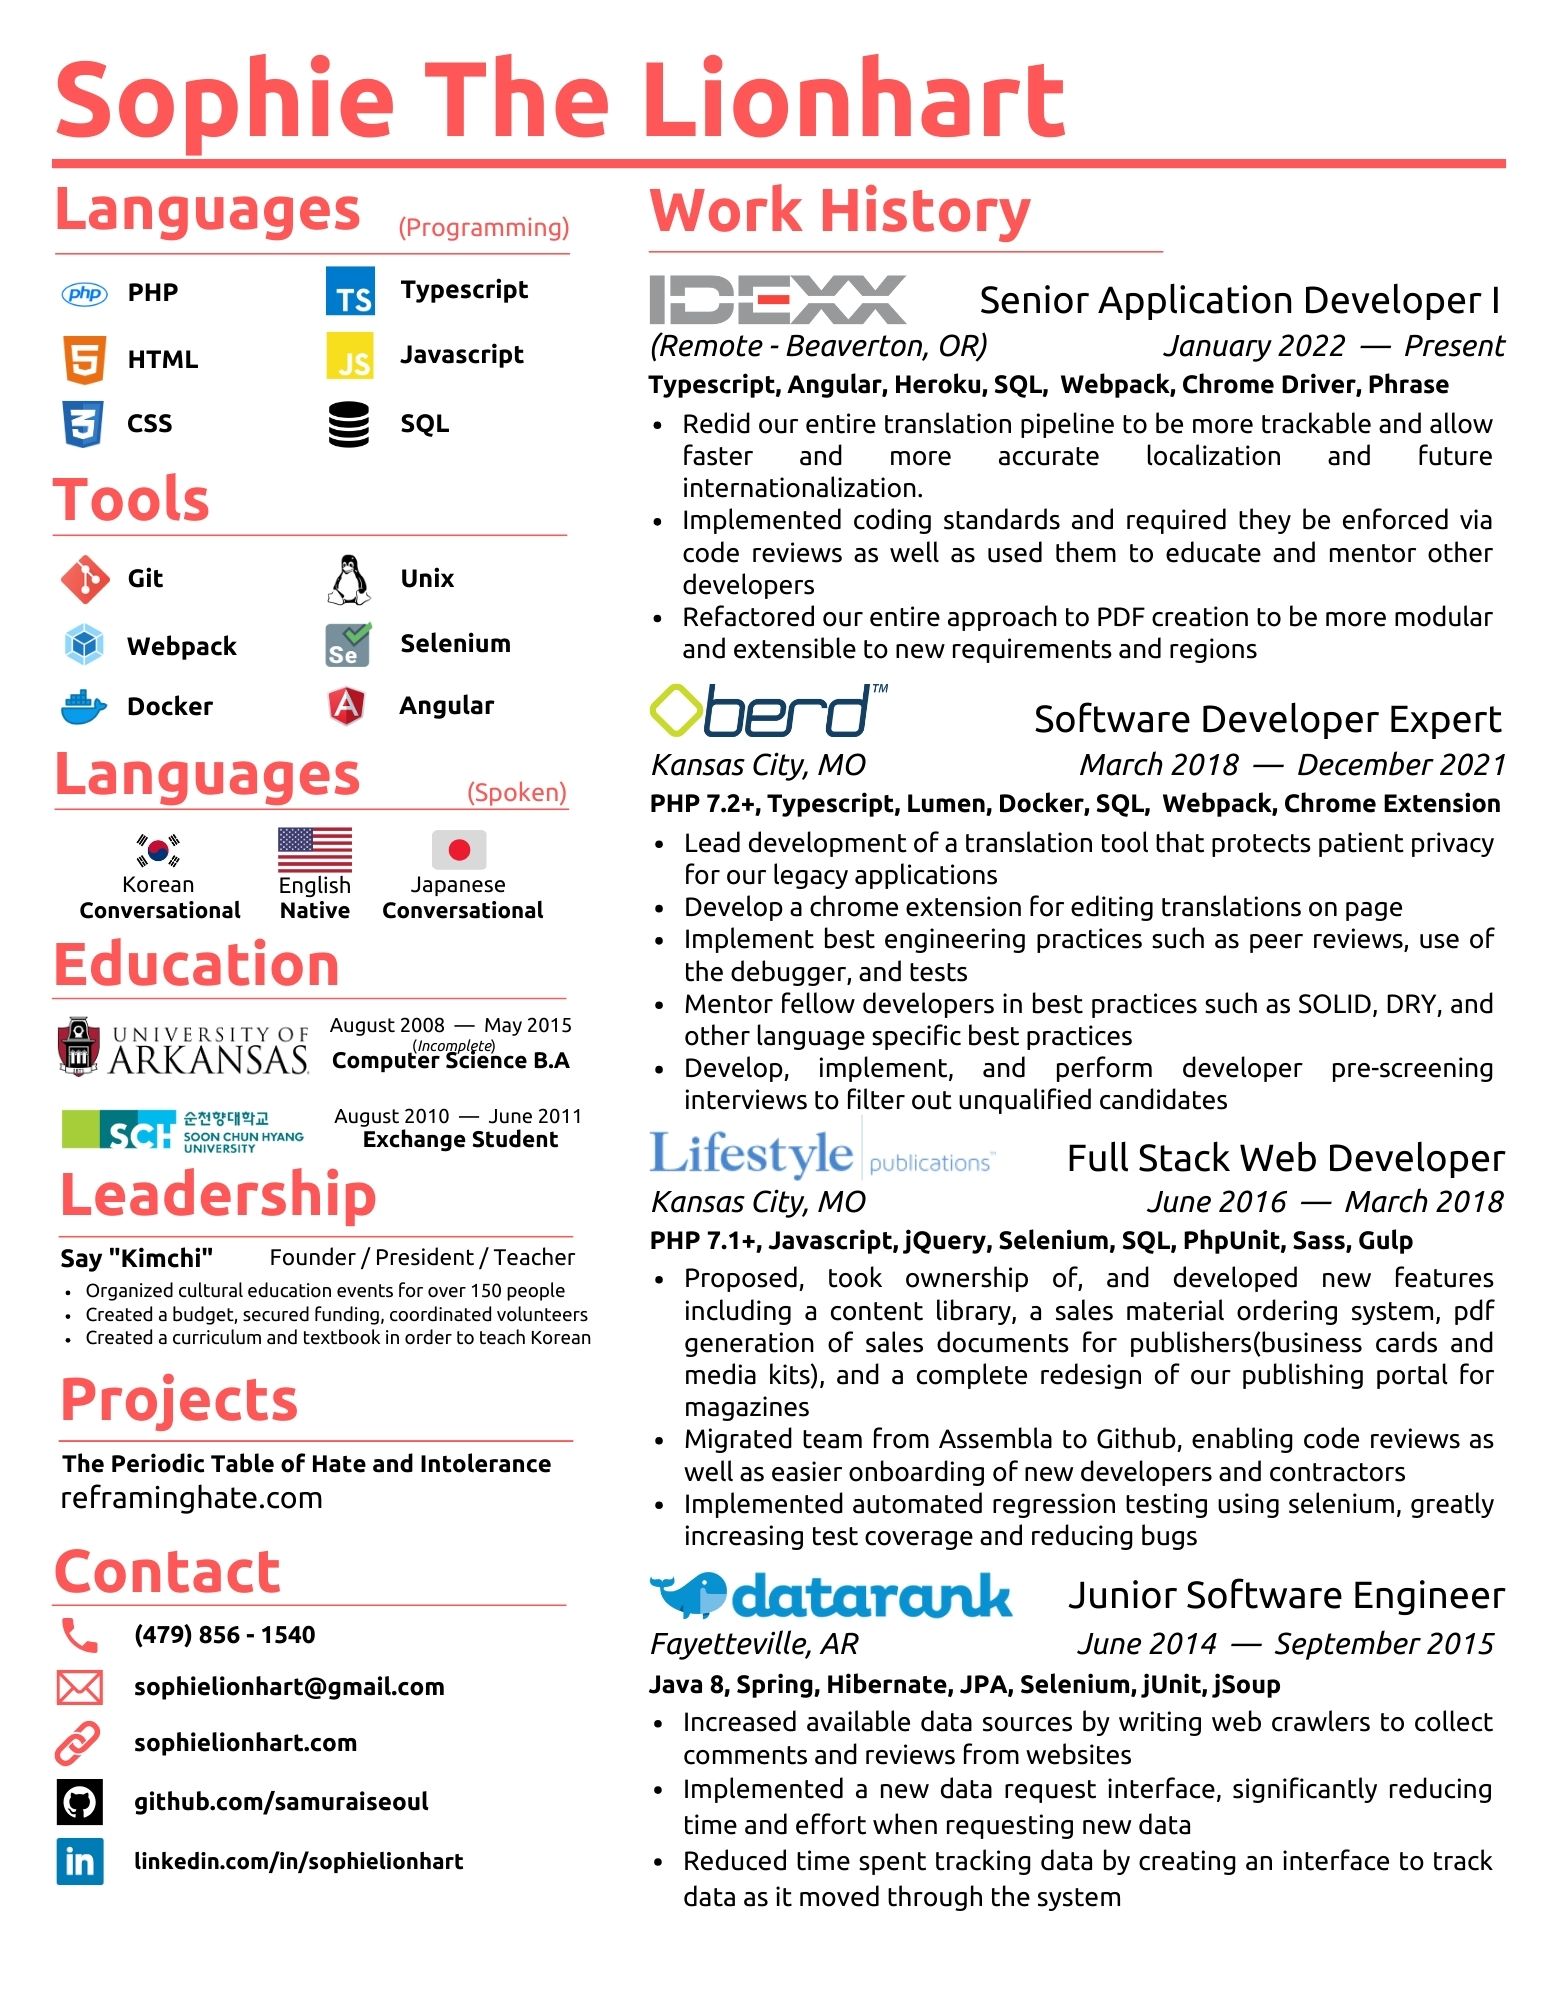 Sophie The Lionhart
Languages (Programming)
php PHP
TS Typescript
5 HTML
JS Javascript
3 CSS
SQL
Tools
Git
Unix
Webpack
Se Selenium
Docker
A Angular
Languages (Spoken)
Korean
Conversational
English
Native
Japanese
Conversational
Education
UNIVERSITY OF
ARKANSAS
August 2008 — May 2015
(Incomplete)
Computer Science B.A
SCH
순천향대학교
SOON CHUN HYANG
UNIVERSITY
August 2010 — June 2011
Exchange Student
Leadership
Say "Kimchi" Founder / President / Teacher
• Organized cultural education events for over 150 people
• Created a budget, secured funding, coordinated volunteers
• Created a curriculum and textbook in order to teach Korean
Projects
The Periodic Table of Hate and Intolerance
reframinghate.com
Contact
(479) 856 - 1540
sophielionhart@gmail.com
sophielionhart.com
github.com/samuraiseoul
in linkedin.com/in/sophielionhart
Work History
IDEXX Senior Application Developer I
(Remote - Beaverton, OR) January 2022 — Present
Typescript, Angular, Heroku, SQL, Webpack, Chrome Driver, Phrase
• Redid our entire translation pipeline to be more trackable and allow
faster and more accurate localization and future
internationalization.
• Implemented coding standards and required they be enforced via
code reviews as well as used them to educate and mentor other
developers
• Refactored our entire approach to PDF creation to be more modular
and extensible to new requirements and regions
berd™ Software Developer Expert
Kansas City, MO March 2018 — December 2021
PHP 7.2+, Typescript, Lumen, Docker, SQL, Webpack, Chrome Extension
• Lead development of a translation tool that protects patient privacy
for our legacy applications
• Develop a chrome extension for editing translations on page
• Implement best engineering practices such as peer reviews, use of
the debugger, and tests
• Mentor fellow developers in best practices such as SOLID, DRY, and
other language specific best practices
• Develop, implement, and perform developer pre-screening
interviews to filter out unqualified candidates
Lifestyle publications™ Full Stack Web Developer
Kansas City, MO June 2016 — March 2018
PHP 7.1+, Javascript, jQuery, Selenium, SQL, PhpUnit, Sass, Gulp
• Proposed, took ownership of, and developed new features
including a content library, a sales material ordering system, pdf
generation of sales documents for publishers(business cards and
media kits), and a complete redesign of our publishing portal for
magazines
• Migrated team from Assembla to Github, enabling code reviews as
well as easier onboarding of new developers and contractors
• Implemented automated regression testing using selenium, greatly
increasing test coverage and reducing bugs
datarank Junior Software Engineer
Fayetteville, AR June 2014 — September 2015
Java 8, Spring, Hibernate, JPA, Selenium, jUnit, jSoup
• Increased available data sources by writing web crawlers to collect
comments and reviews from websites
• Implemented a new data request interface, significantly reducing
time and effort when requesting new data
• Reduced time spent tracking data by creating an interface to track
data as it moved through the system